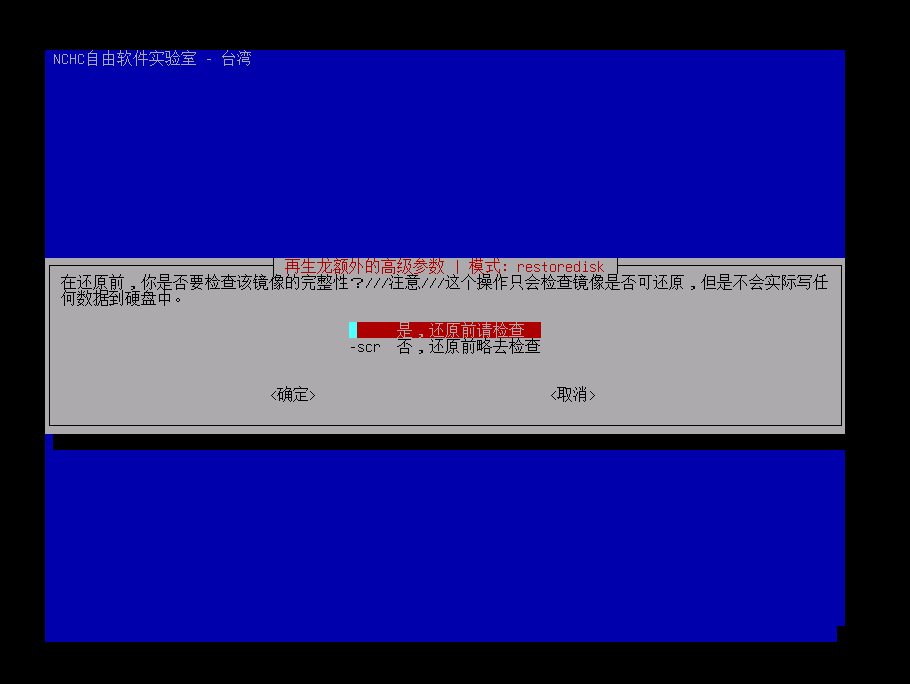 NCHC自由软件实验室 - 台湾
再生龙额外的高级参数 | 模式: restoredisk
在还原前，你是否要检查该镜像的完整性？///注意///这个操作只会检查镜像是否可还原，但是不会实际写任
何数据到硬盘中。
是，还原前请检查
-scr 否，还原前略去检查
<确定> <取消>